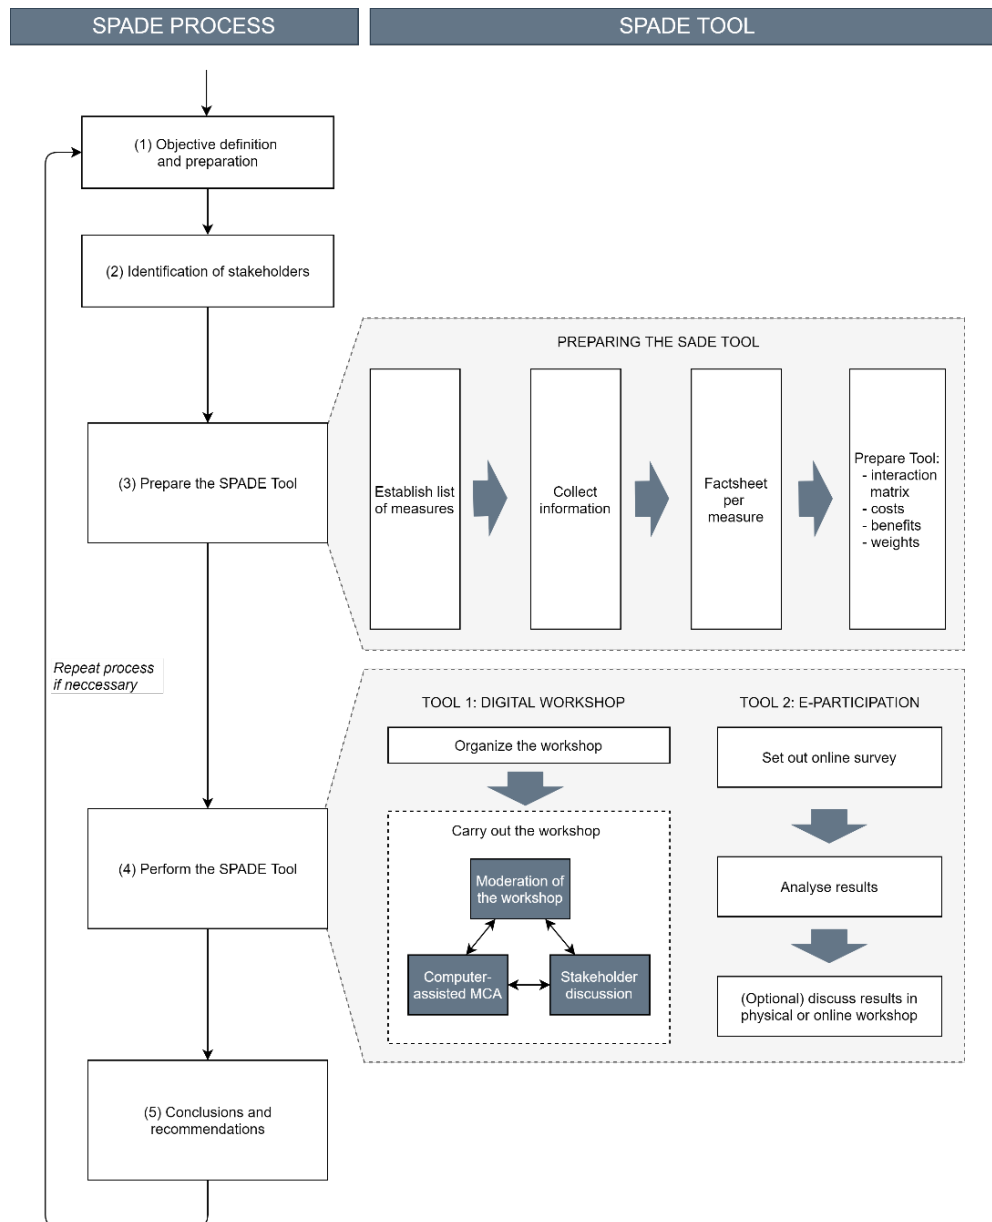 SPADE PROCESS
SPADE TOOL
(1) Objective definition
and preparation
(2) Identification of stakeholders
PREPARING THE SADE TOOL
(3) Prepare the SPADE Tool
Establish list
of measures
Collect
information
Factsheet
per
measure
Prepare Tool:
- interaction
matrix
- costs
- benefits
- weights
Repeat process
if neccessary
TOOL 1: DIGITAL WORKSHOP
Organize the workshop
Carry out the workshop
Moderation of
the workshop
Computer-
assisted MCA
Stakeholder
discussion
TOOL 2: E-PARTICIPATION
Set out online survey
Analyse results
(Optional) discuss results in
physical or online workshop
(4) Perform the SPADE Tool
(5) Conclusions and
recommendations